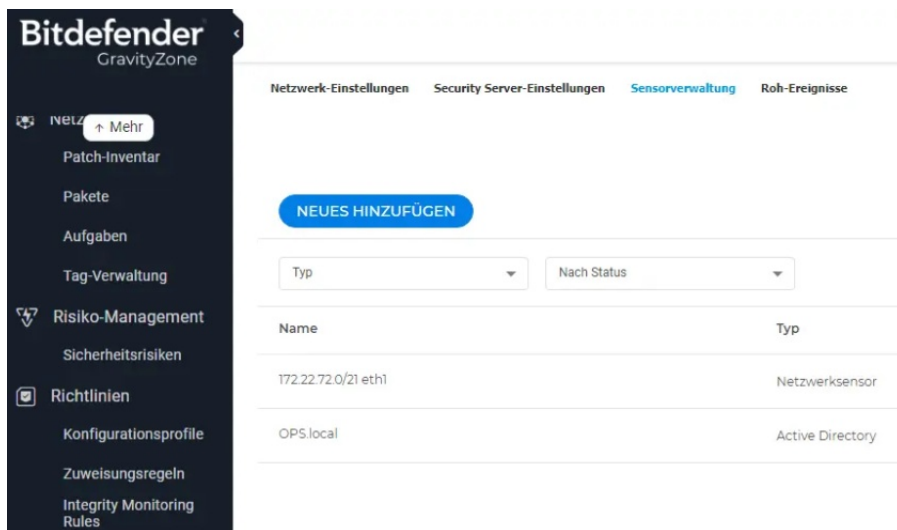 Bitdefender
GravityZone
Netzwerk-Einstellungen Security Server-Einstellungen Sensorverwaltung Roh-Ereignisse
↑ Mehr
Patch-Inventar
Pakete
Aufgaben
Tag-Verwaltung
Risiko-Management
Sicherheitsrisiken
Richtlinien
Konfigurationsprofile
Zuweisungsregeln
Integrity Monitoring
Rules
NEUES HINZUFÜGEN
Typ Nach Status
Name Typ
172.22.72.0/21 eth1 Netzwerksensor
OPS.local Active Directory